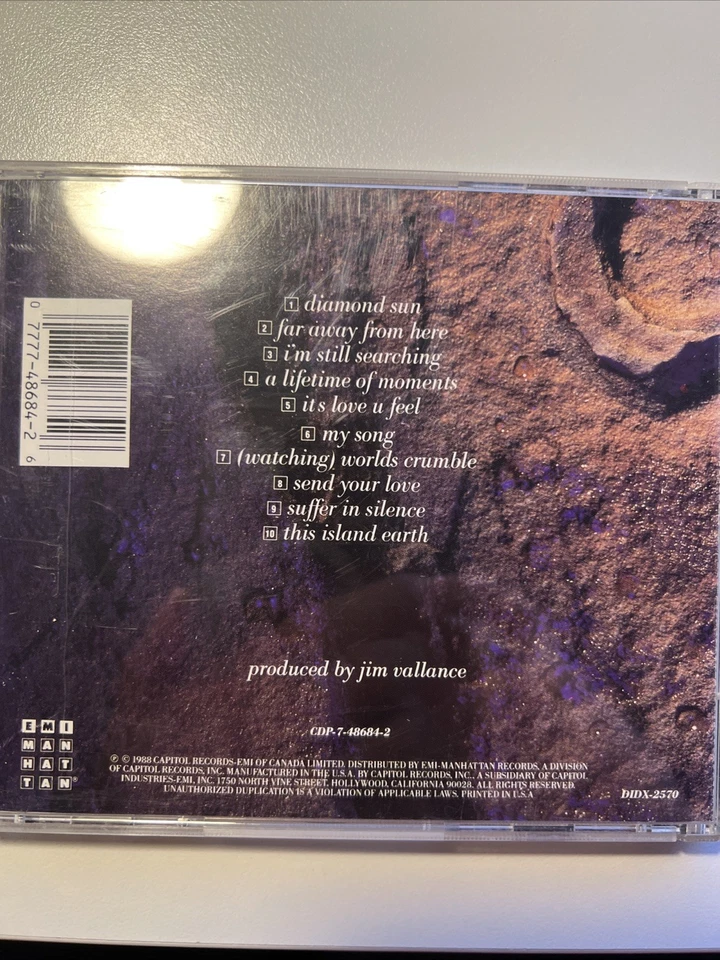 1 diamond sun
2 far away from here
3 i'm still searching
4 a lifetime of moments
5 its love u feel
6 my song
7 (watching) worlds crumble
8 send your love
9 suffer in silence
10 this island earth
0 7777-48684-2 6
produced by jim vallance
CDP-7-48684-2
EMI
MAN
HAT
TAN®
℗ © 1988 CAPITOL RECORDS-EMI OF CANADA LIMITED. DISTRIBUTED BY EMI-MANHATTAN RECORDS, A DIVISION
OF CAPITOL RECORDS, INC. MANUFACTURED IN THE U.S.A. BY CAPITOL RECORDS, INC., A SUBSIDIARY OF CAPITOL
INDUSTRIES-EMI, INC. 1750 NORTH VINE STREET, HOLLYWOOD, CALIFORNIA 90028. ALL RIGHTS RESERVED.
UNAUTHORIZED DUPLICATION IS A VIOLATION OF APPLICABLE LAWS. PRINTED IN U.S.A
DIDX-2570